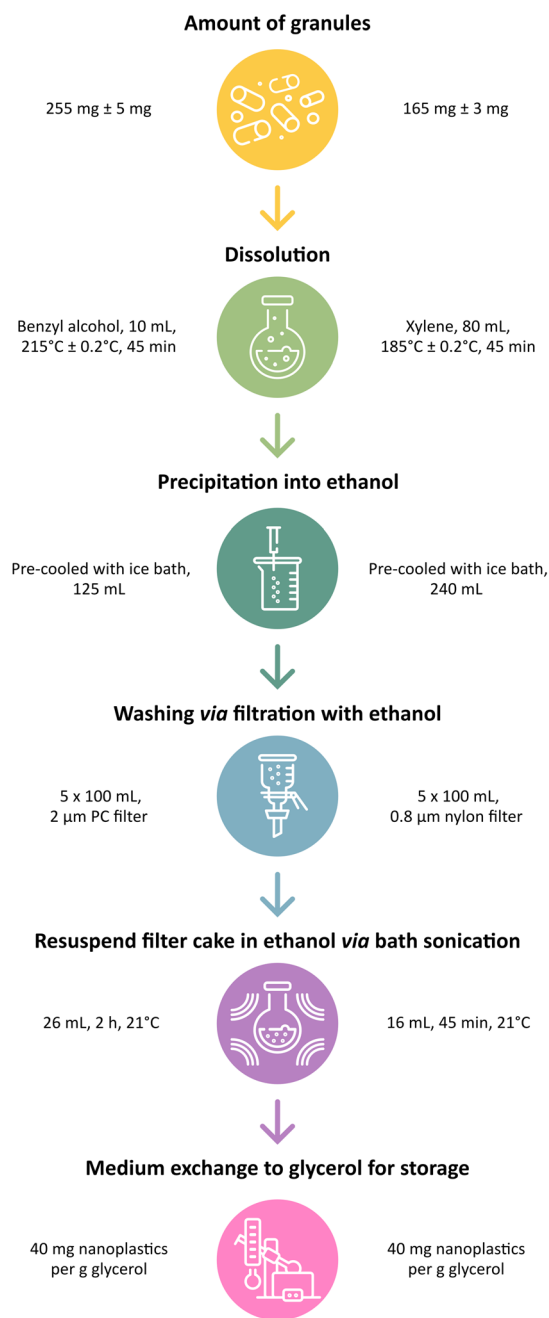 Amount of granules
255 mg ± 5 mg
165 mg ± 3 mg
Dissolution
Benzyl alcohol, 10 mL,
215°C ± 0.2°C, 45 min
Xylene, 80 mL,
185°C ± 0.2°C, 45 min
Precipitation into ethanol
Pre-cooled with ice bath,
125 mL
Pre-cooled with ice bath,
240 mL
Washing via filtration with ethanol
5 x 100 mL,
2 µm PC filter
5 x 100 mL,
0.8 µm nylon filter
Resuspend filter cake in ethanol via bath sonication
26 mL, 2 h, 21°C
16 mL, 45 min, 21°C
Medium exchange to glycerol for storage
40 mg nanoplastics
per g glycerol
40 mg nanoplastics
per g glycerol